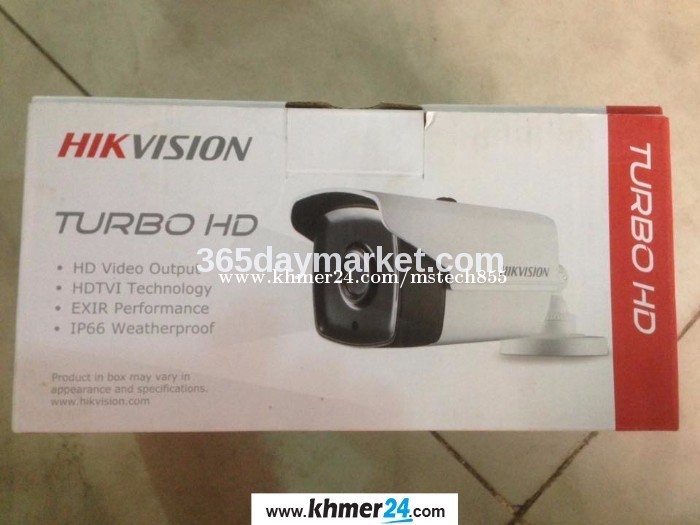 HIKVISION
TURBO HD
• HD Video Output
• HDTVI Technology
• EXIR Performance
• IP66 Weatherproof
Product in box may vary in
appearance and specifications.
www.hikvision.com
365daymarket.com
www.khmer24.com/mstech855
HIKVISION
TURBO HD
www.khmer24.com